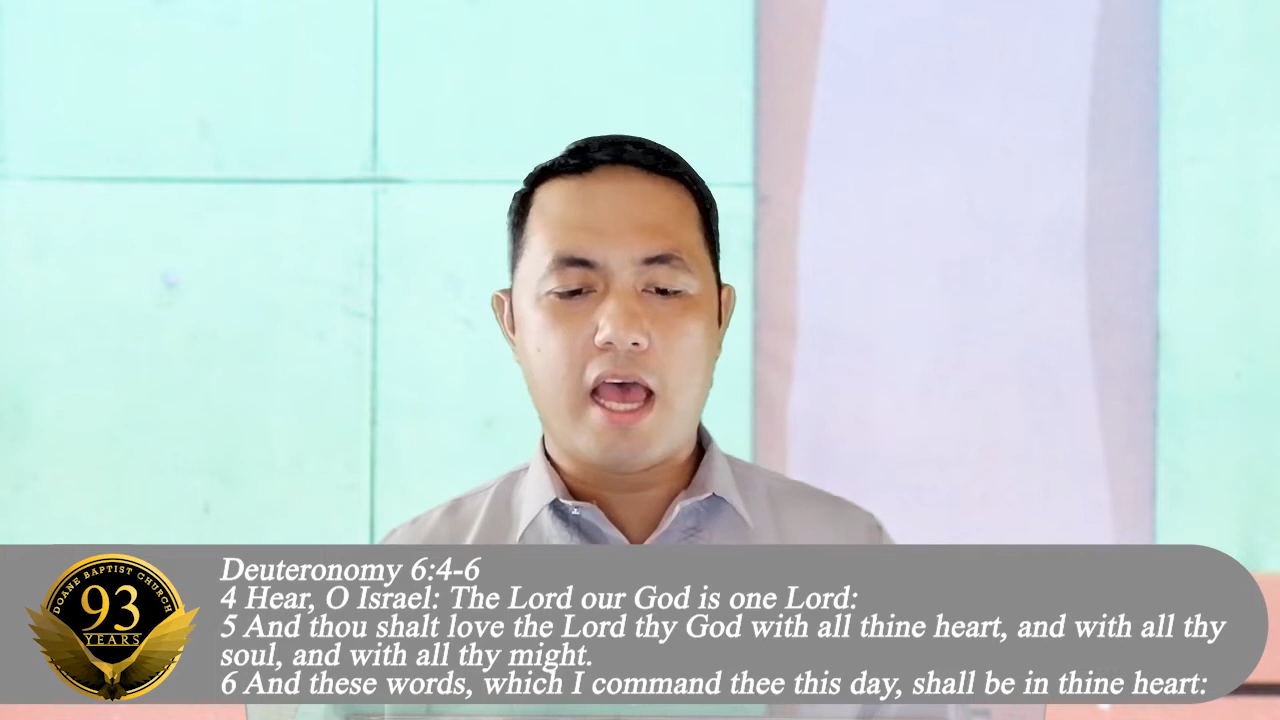 DOANE BAPTIST CHURCH
93
YEARS
Deuteronomy 6:4-6
4 Hear, O Israel: The Lord our God is one Lord:
5 And thou shalt love the Lord thy God with all thine heart, and with all thy
soul, and with all thy might.
6 And these words, which I command thee this day, shall be in thine heart: